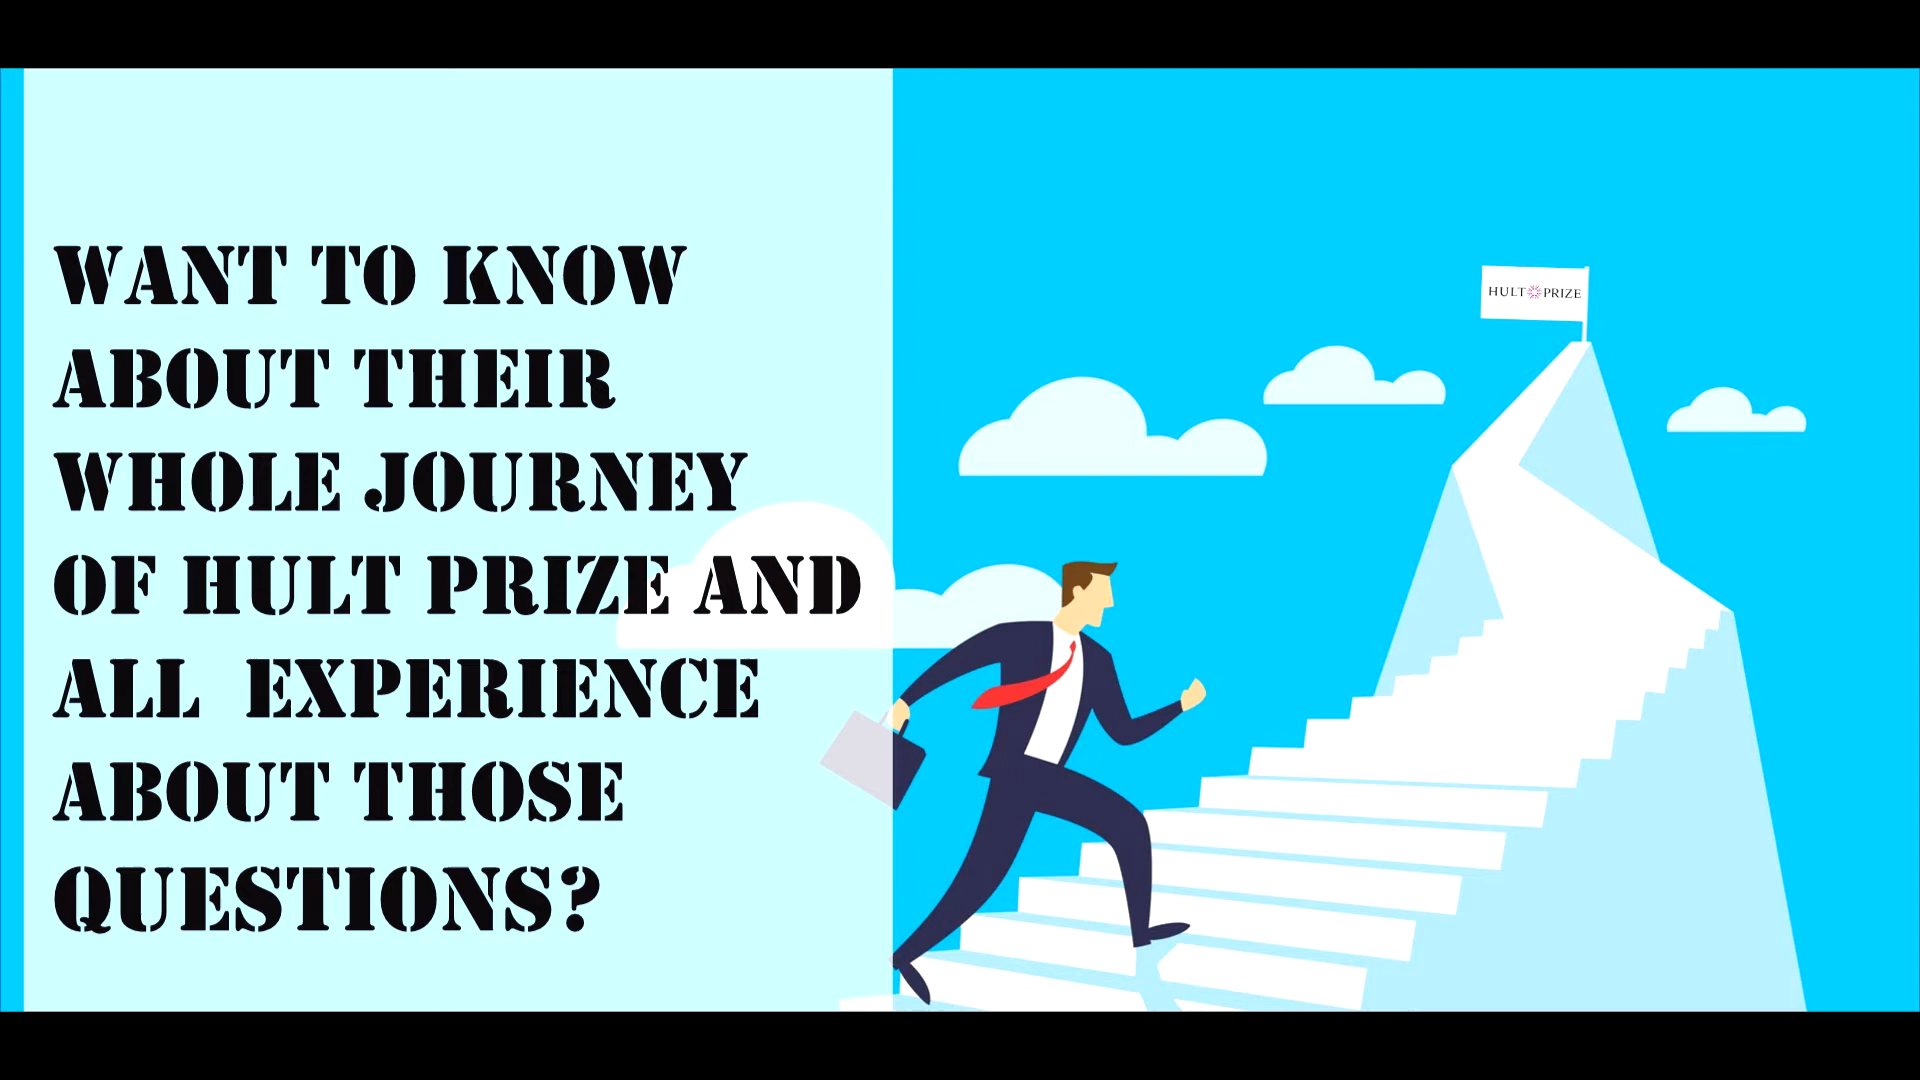 WANT TO KNOW
ABOUT THEIR
WHOLE JOURNEY
OF HULT PRIZE AND
ALL EXPERIENCE
ABOUT THOSE
QUESTIONS?
HULT PRIZE